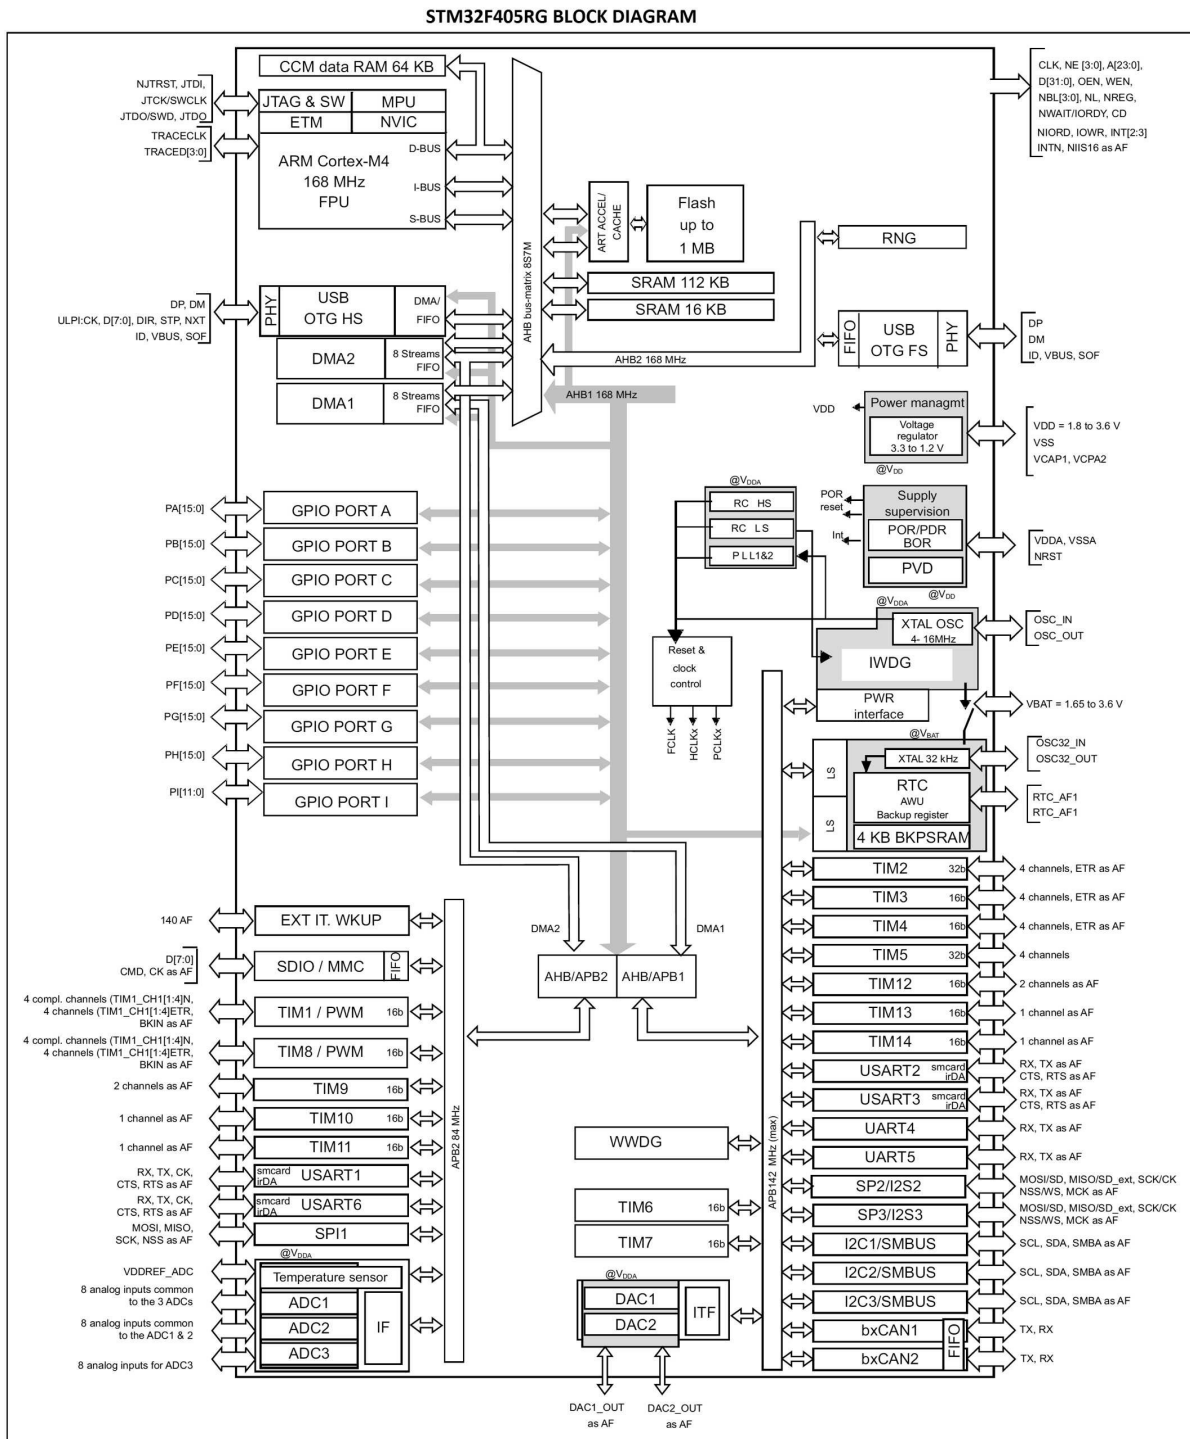 STM32F405RG BLOCK DIAGRAM
CCM data RAM 64 KB
NJTRST, JTDI,
JTCK/SWCLK
JTDO/SWD, JTDO
TRACECLK
TRACED[3:0]
JTAG & SW
MPU
ETM
NVIC
ARM Cortex-M4
168 MHz
FPU
D-BUS
I-BUS
S-BUS
AHB bus-matrix 8S7M
ART ACCEL/
CACHE
Flash
up to
1 MB
SRAM 112 KB
SRAM 16 KB
CLK, NE [3:0], A[23:0],
D[31:0], OEN, WEN,
NBL[3:0], NL, NREG,
NWAIT/IORDY, CD
NIORD, IOWR, INT[2:3]
INTN, NIIS16 as AF
RNG
DP, DM
ULPI:CK, D[7:0], DIR, STP, NXT
ID, VBUS, SOF
PHY
USB
OTG HS
DMA/
FIFO
DMA2
8 Streams
FIFO
DMA1
8 Streams
FIFO
AHB2 168 MHz
AHB1 168 MHz
FIFO
USB
OTG FS
PHY
DP
DM
ID, VBUS, SOF
VDD
Power managmt
Voltage
regulator
3.3 to 1.2 V
@VDD
VDD = 1.8 to 3.6 V
VSS
VCAP1, VCPA2
@VDDA
RC HS
RC LS
PLL1&2
POR
reset
Int
Supply
supervision
POR/PDR
BOR
PVD
@VDD
VDDA, VSSA
NRST
@VDDA
XTAL OSC
4- 16MHz
IWDG
OSC_IN
OSC_OUT
PWR
interface
VBAT = 1.65 to 3.6 V
Reset &
clock
control
FCLK
HCLKx
PCLKx
@VBAT
LS
LS
XTAL 32 kHz
RTC
AWU
Backup register
4 KB BKPSRAM
OSC32_IN
OSC32_OUT
RTC_AF1
RTC_AF1
PA[15:0]
GPIO PORT A
PB[15:0]
GPIO PORT B
PC[15:0]
GPIO PORT C
PD[15:0]
GPIO PORT D
PE[15:0]
GPIO PORT E
PF[15:0]
GPIO PORT F
PG[15:0]
GPIO PORT G
PH[15:0]
GPIO PORT H
PI[11:0]
GPIO PORT I
DMA2
DMA1
AHB/APB2
AHB/APB1
140 AF
EXT IT. WKUP
D[7:0]
CMD, CK as AF
SDIO / MMC
FIFO
4 compl. channels (TIM1_CH1[1:4]N,
4 channels (TIM1_CH1[1:4]ETR,
BKIN as AF
TIM1 / PWM 16b
4 compl. channels (TIM1_CH1[1:4]N,
4 channels (TIM1_CH1[1:4]ETR,
BKIN as AF
TIM8 / PWM 16b
2 channels as AF
TIM9 16b
1 channel as AF
TIM10 16b
1 channel as AF
TIM11 16b
RX, TX, CK,
CTS, RTS as AF
smcard
irDA
USART1
RX, TX, CK,
CTS, RTS as AF
smcard
irDA
USART6
MOSI, MISO,
SCK, NSS as AF
SPI1
@VDDA
VDDREF_ADC
Temperature sensor
8 analog inputs common
to the 3 ADCs
ADC1
8 analog inputs common
to the ADC1 & 2
ADC2
8 analog inputs for ADC3
ADC3
IF
APB2 84 MHz
WWDG
TIM6 16b
TIM7 16b
@VDDA
DAC1
DAC2
ITF
DAC1_OUT
as AF
DAC2_OUT
as AF
APB142 MHz (max)
TIM2 32b
4 channels, ETR as AF
TIM3 16b
4 channels, ETR as AF
TIM4 16b
4 channels, ETR as AF
TIM5 32b
4 channels
TIM12 16b
2 channels as AF
TIM13 16b
1 channel as AF
TIM14 16b
1 channel as AF
USART2
smcard
irDA
RX, TX as AF
CTS, RTS as AF
USART3
smcard
irDA
RX, TX as AF
CTS, RTS as AF
UART4
RX, TX as AF
UART5
RX, TX as AF
SP2/I2S2
MOSI/SD, MISO/SD_ext, SCK/CK
NSS/WS, MCK as AF
SP3/I2S3
MOSI/SD, MISO/SD_ext, SCK/CK
NSS/WS, MCK as AF
I2C1/SMBUS
SCL, SDA, SMBA as AF
I2C2/SMBUS
SCL, SDA, SMBA as AF
I2C3/SMBUS
SCL, SDA, SMBA as AF
bxCAN1
TX, RX
bxCAN2
TX, RX
FIFO